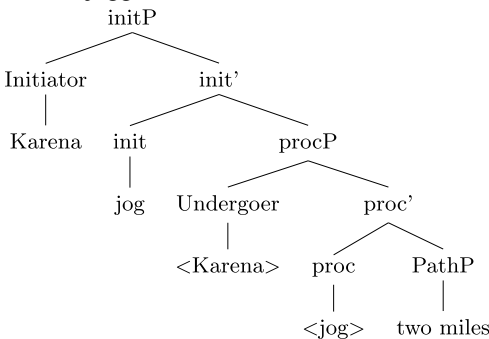 initP
Initiator init'
Karena init procP
jog Undergoer proc'
<Karena> proc PathP
<jog> two miles